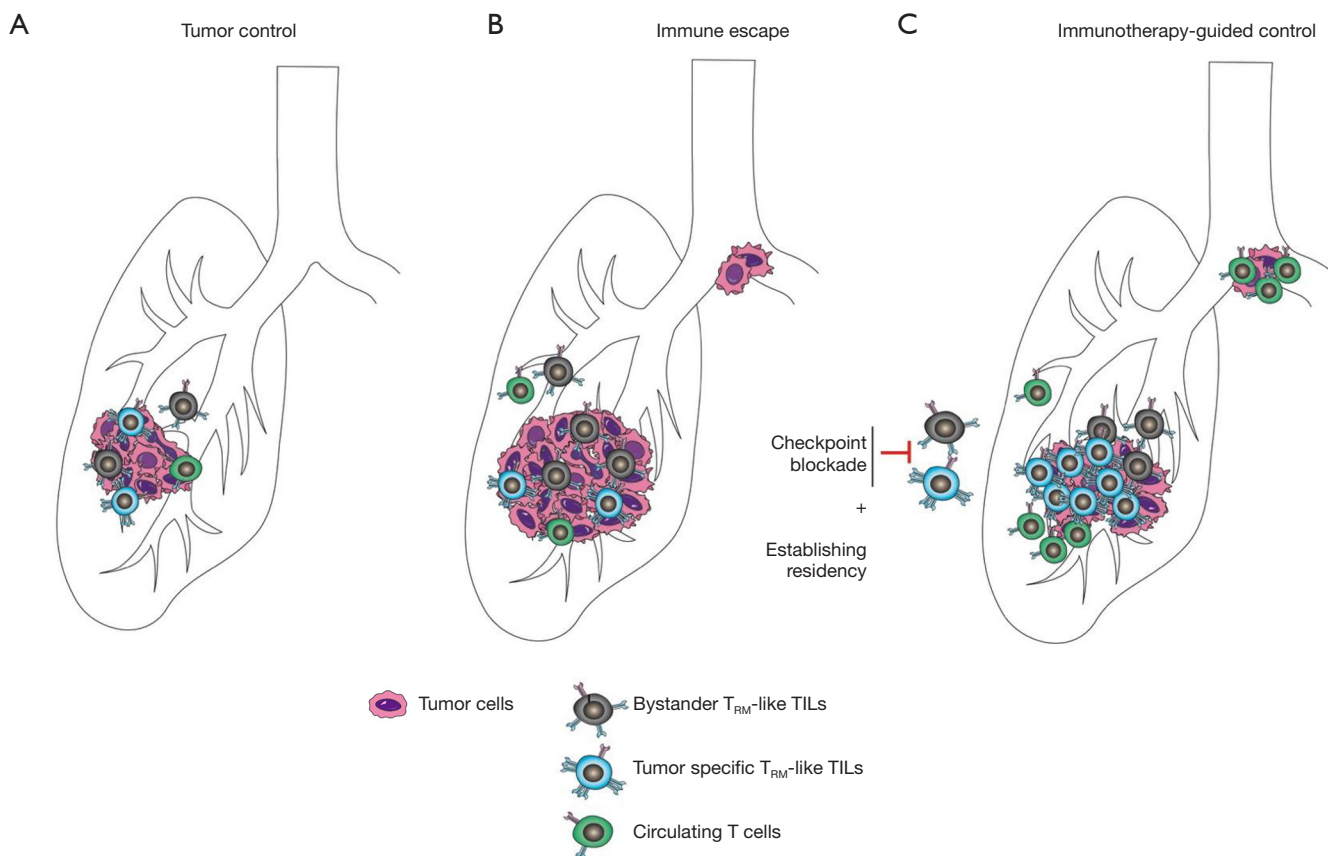 A
Tumor control
B
Immune escape
C
Immunotherapy-guided control
Checkpoint
blockade
+
Establishing
residency
Tumor cells
Bystander TRM-like TILs
Tumor specific TRM-like TILs
Circulating T cells